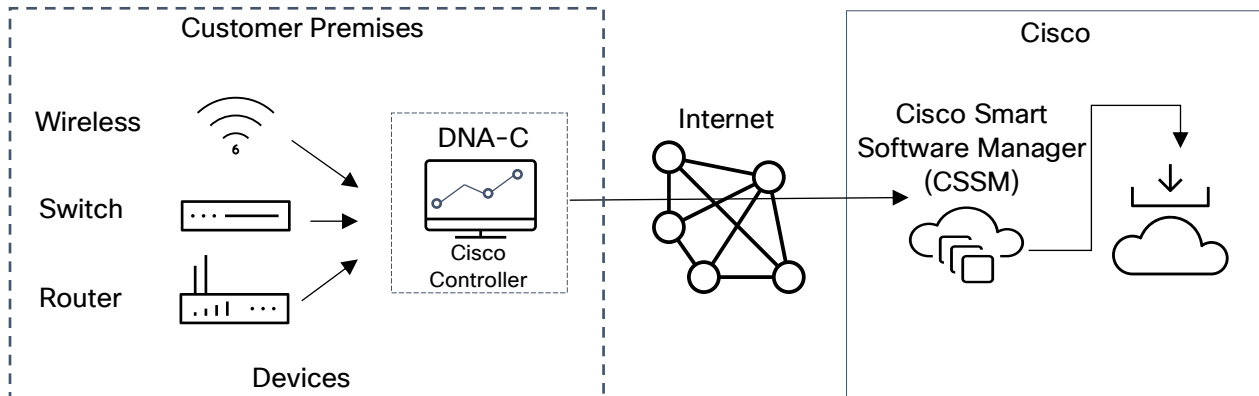 Customer Premises
Cisco
Wireless
6
DNA-C
Internet
Cisco Smart
Software Manager
(CSSM)
Switch
Cisco
Controller
Router
Devices